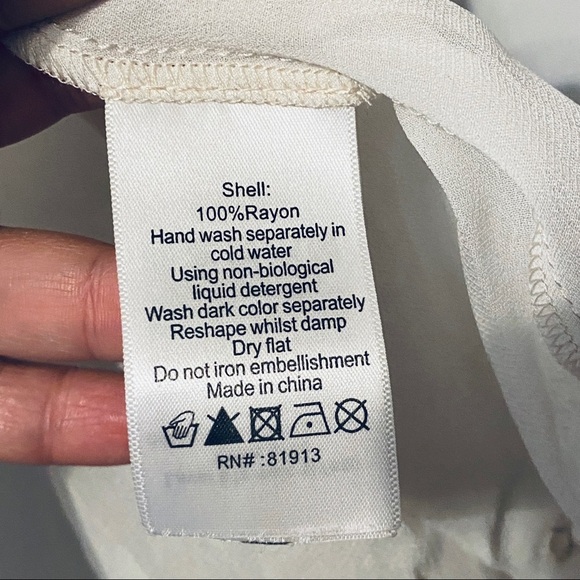 Shell:
100%Rayon
Hand wash separately in
cold water
Using non-biological
liquid detergent
Wash dark color separately
Reshape whilst damp
Dry flat
Do not iron embellishment
Made in china
RN# :81913